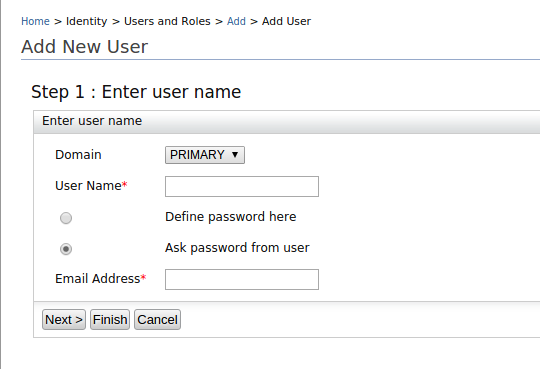 Home > Identity > Users and Roles > Add > Add User
Add New User
Step 1 : Enter user name
Enter user name
Domain PRIMARY ▼
User Name*
Define password here
Ask password from user
Email Address*
Next > Finish Cancel